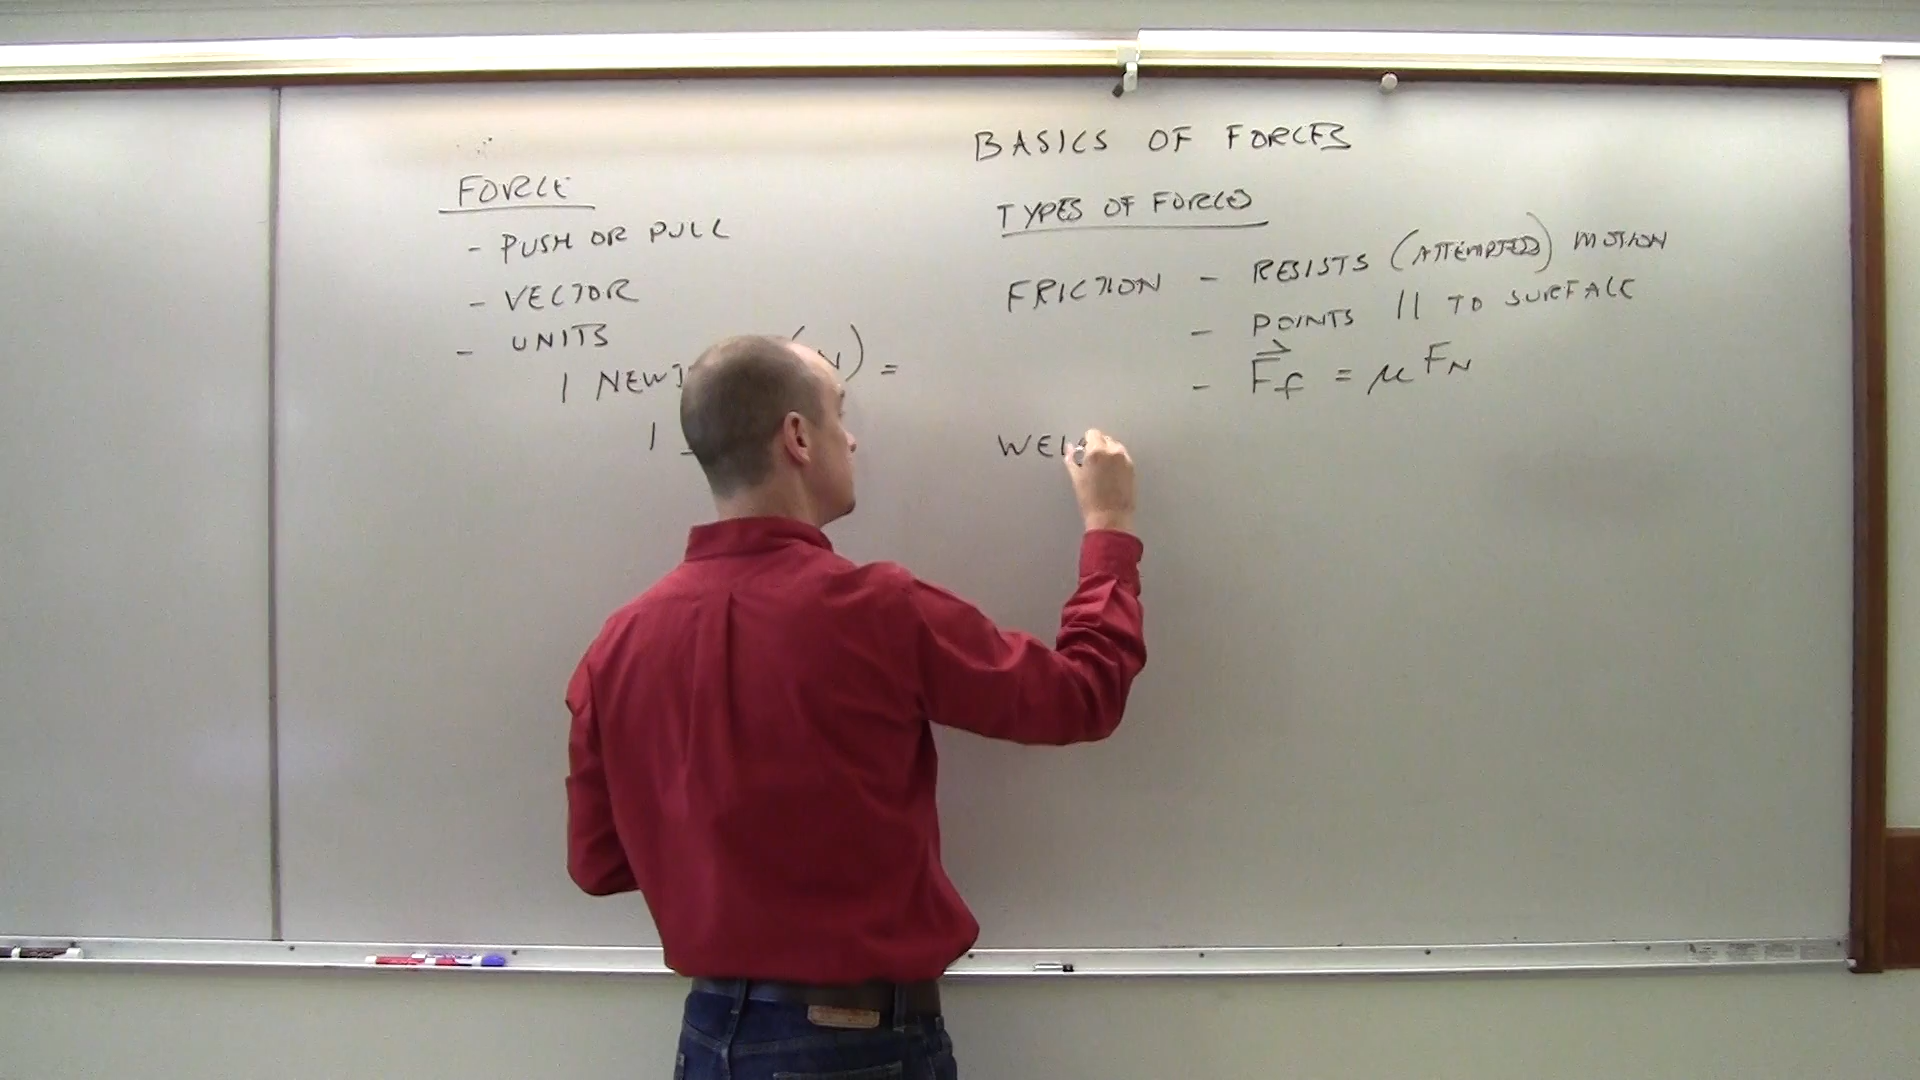 BASICS OF FORCES
FORCE
- PUSH OR PULL
- VECTOR
- UNITS
1 (N) =
1
TYPES OF FORCES
FRICTION - RESISTS (ATTEMPTED) MOTION
- POINTS || TO SURFACE
- F⃗f = μ FN